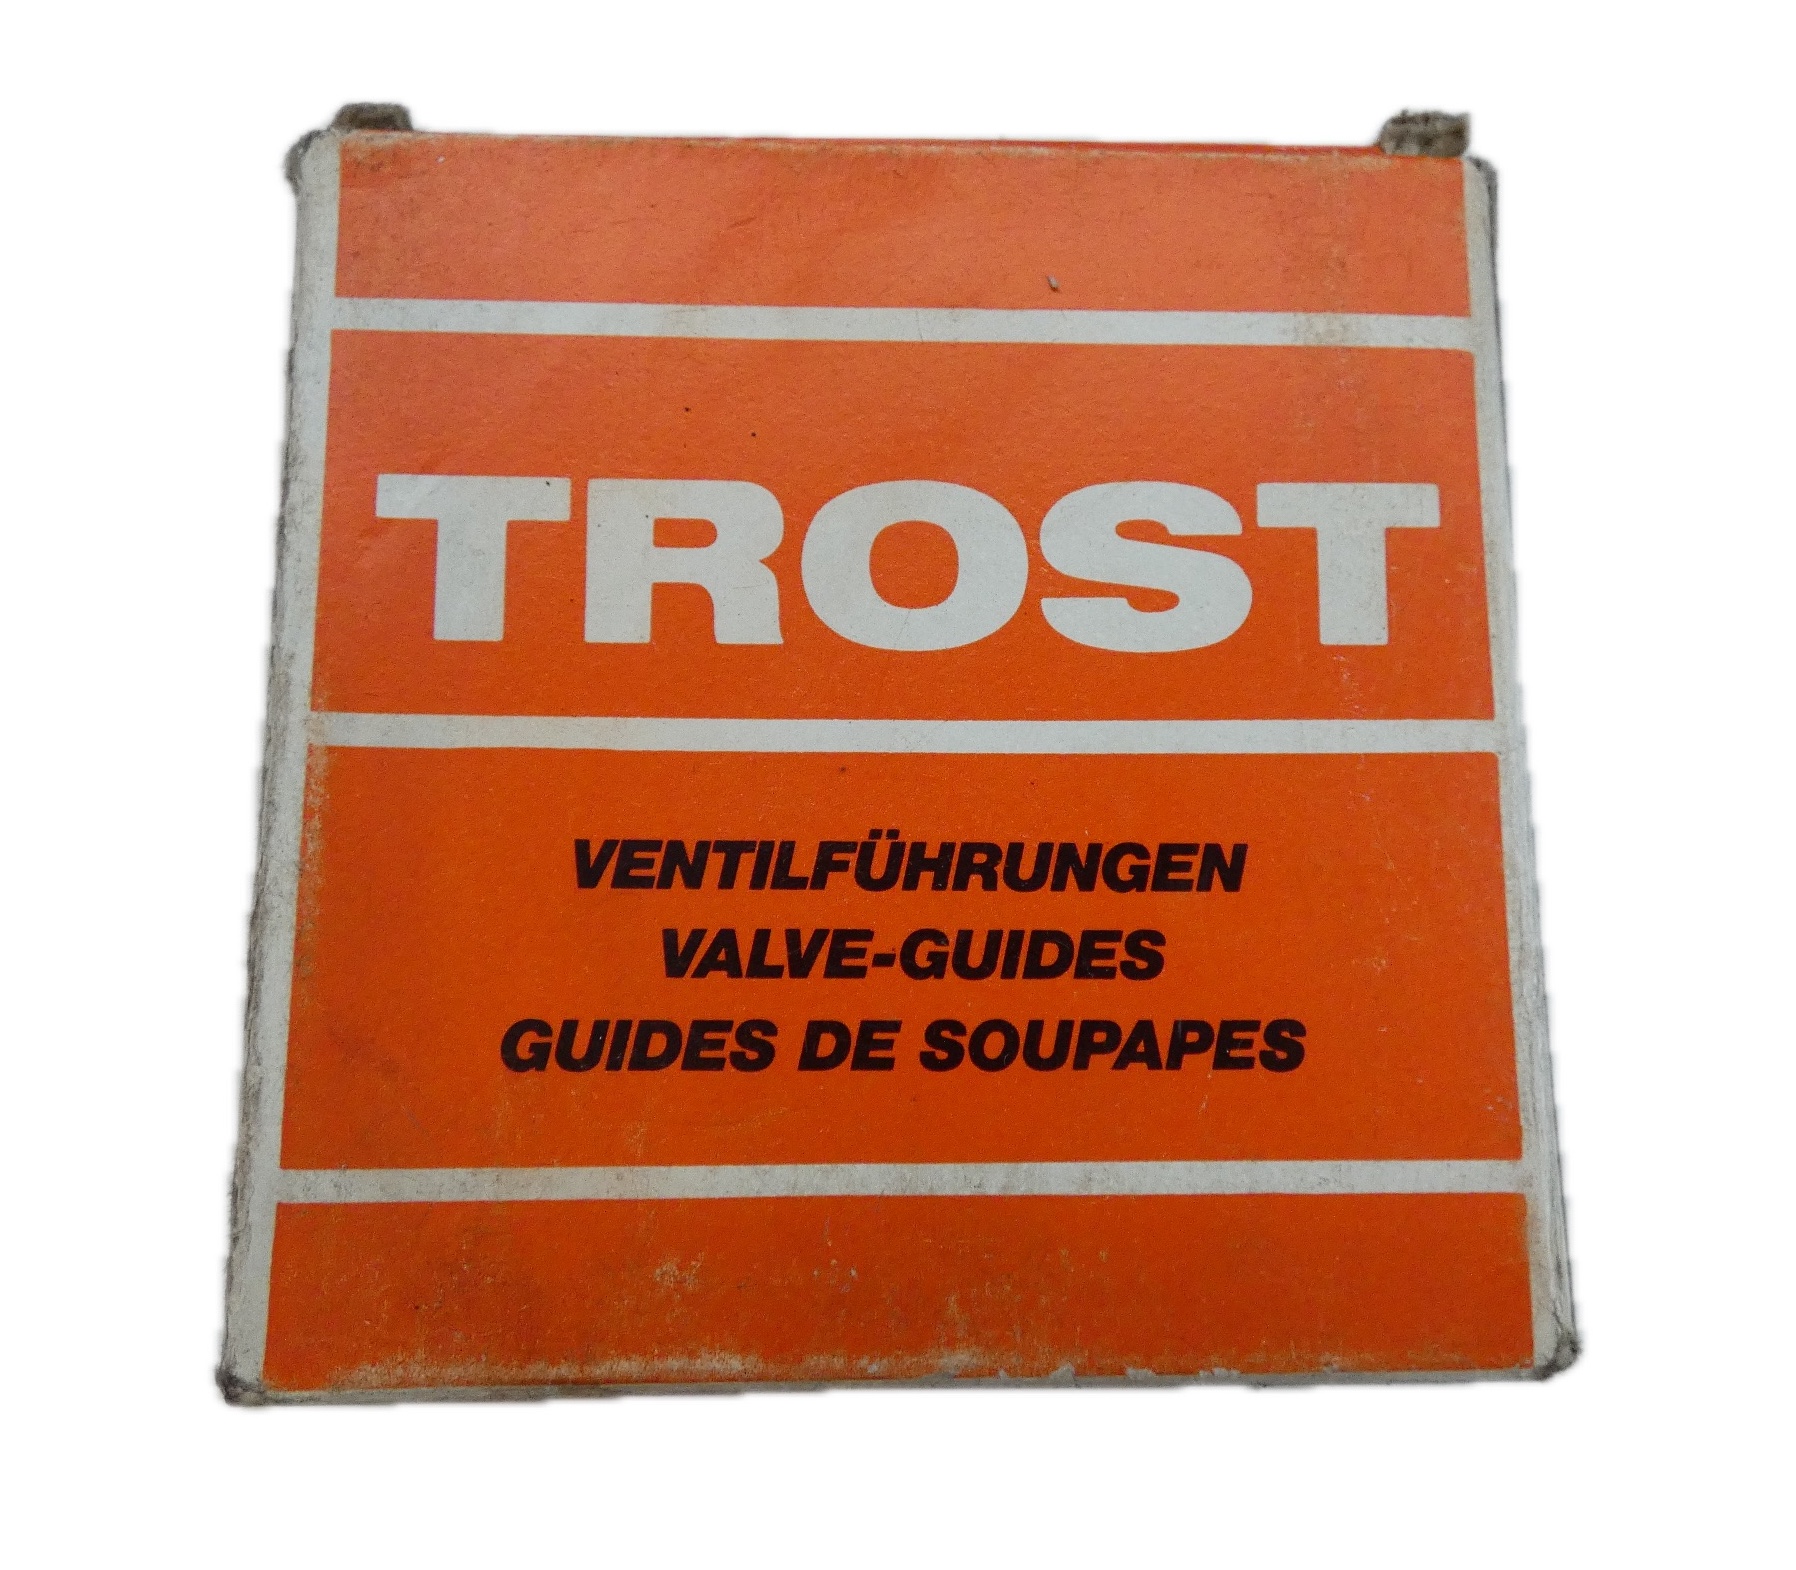 TROST
VENTILFÜHRUNGEN
VALVE-GUIDES
GUIDES DE SOUPAPES